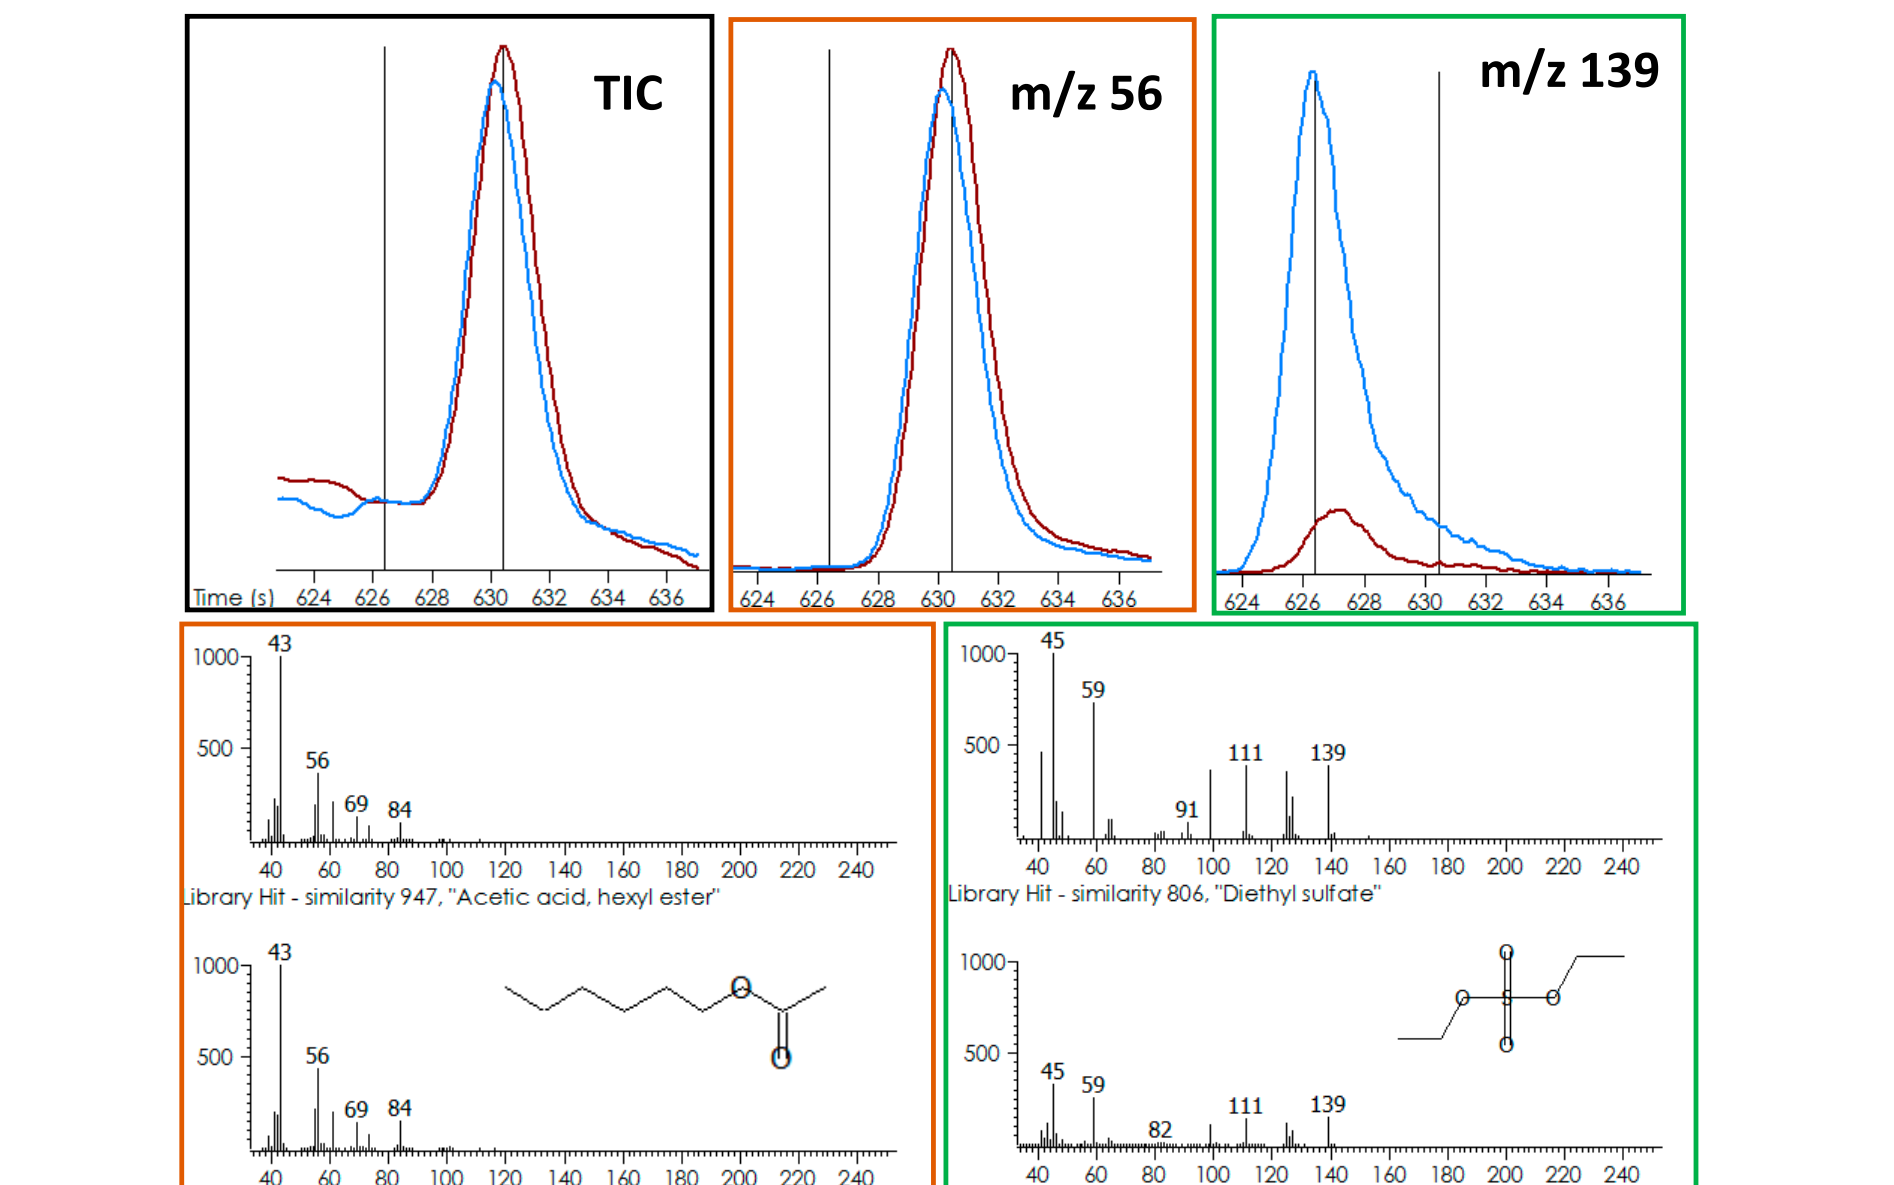 TIC
m/z 56
m/z 139
Time (s) 624 626 628 630 632 634 636
624 626 628 630 632 634 636
624 626 628 630 632 634 636
43
1000
500
56
69
84
40 60 80 100 120 140 160 180 200 220 240
Library Hit - similarity 947, "Acetic acid, hexyl ester"
43
1000
500
56
69
84
O
O
40 60 80 100 120 140 160 180 200 220 240
45
1000
59
500
111
139
91
40 60 80 100 120 140 160 180 200 220 240
Library Hit - similarity 806, "Diethyl sulfate"
1000
O
O S O
O
500
45
59
82
111
139
40 60 80 100 120 140 160 180 200 220 240